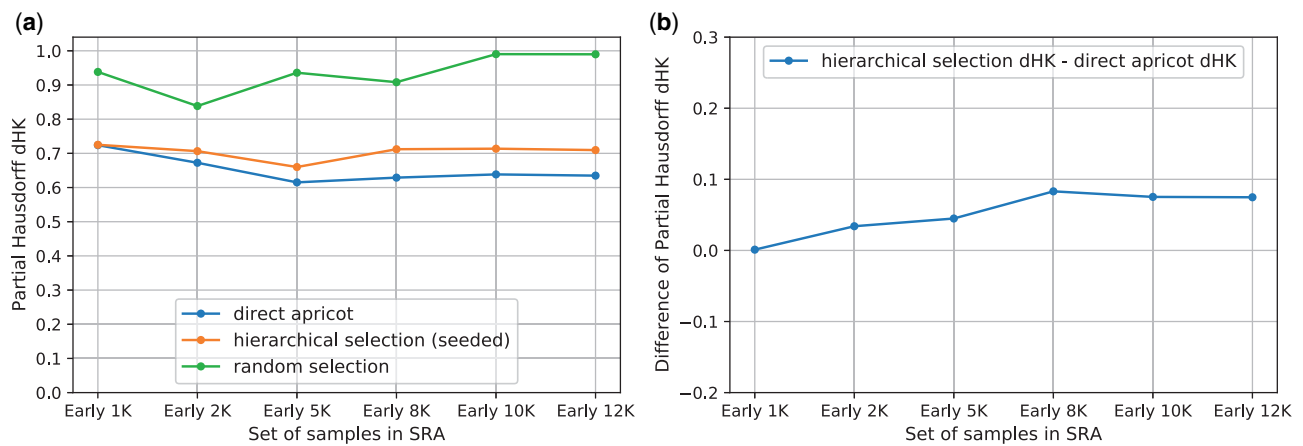 (a)
Partial Hausdorff dHK
1.0
0.9
0.8
0.7
0.6
0.5
0.4
0.3
0.2
0.1
0.0
direct apricot
hierarchical selection (seeded)
random selection
Early 1K Early 2K Early 5K Early 8K Early 10K Early 12K
Set of samples in SRA
(b)
Difference of Partial Hausdorff dHK
0.3
0.2
0.1
0.0
−0.1
−0.2
hierarchical selection dHK - direct apricot dHK
Early 1K Early 2K Early 5K Early 8K Early 10K Early 12K
Set of samples in SRA